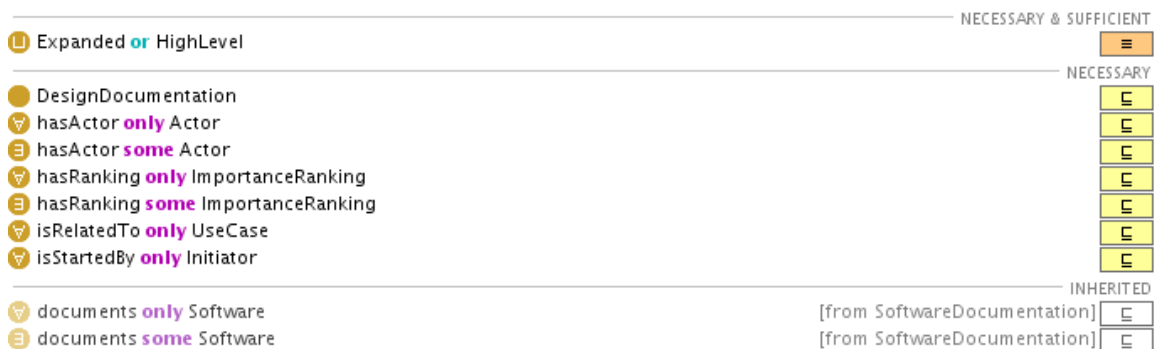 NECESSARY & SUFFICIENT
⊔ Expanded or HighLevel ≡
NECESSARY
DesignDocumentation ⊑
∀ hasActor only Actor ⊑
∃ hasActor some Actor ⊑
∀ hasRanking only ImportanceRanking ⊑
∃ hasRanking some ImportanceRanking ⊑
∀ isRelatedTo only UseCase ⊑
∀ isStartedBy only Initiator ⊑
INHERITED
∀ documents only Software [from SoftwareDocumentation] ⊑
∃ documents some Software [from SoftwareDocumentation] ⊑